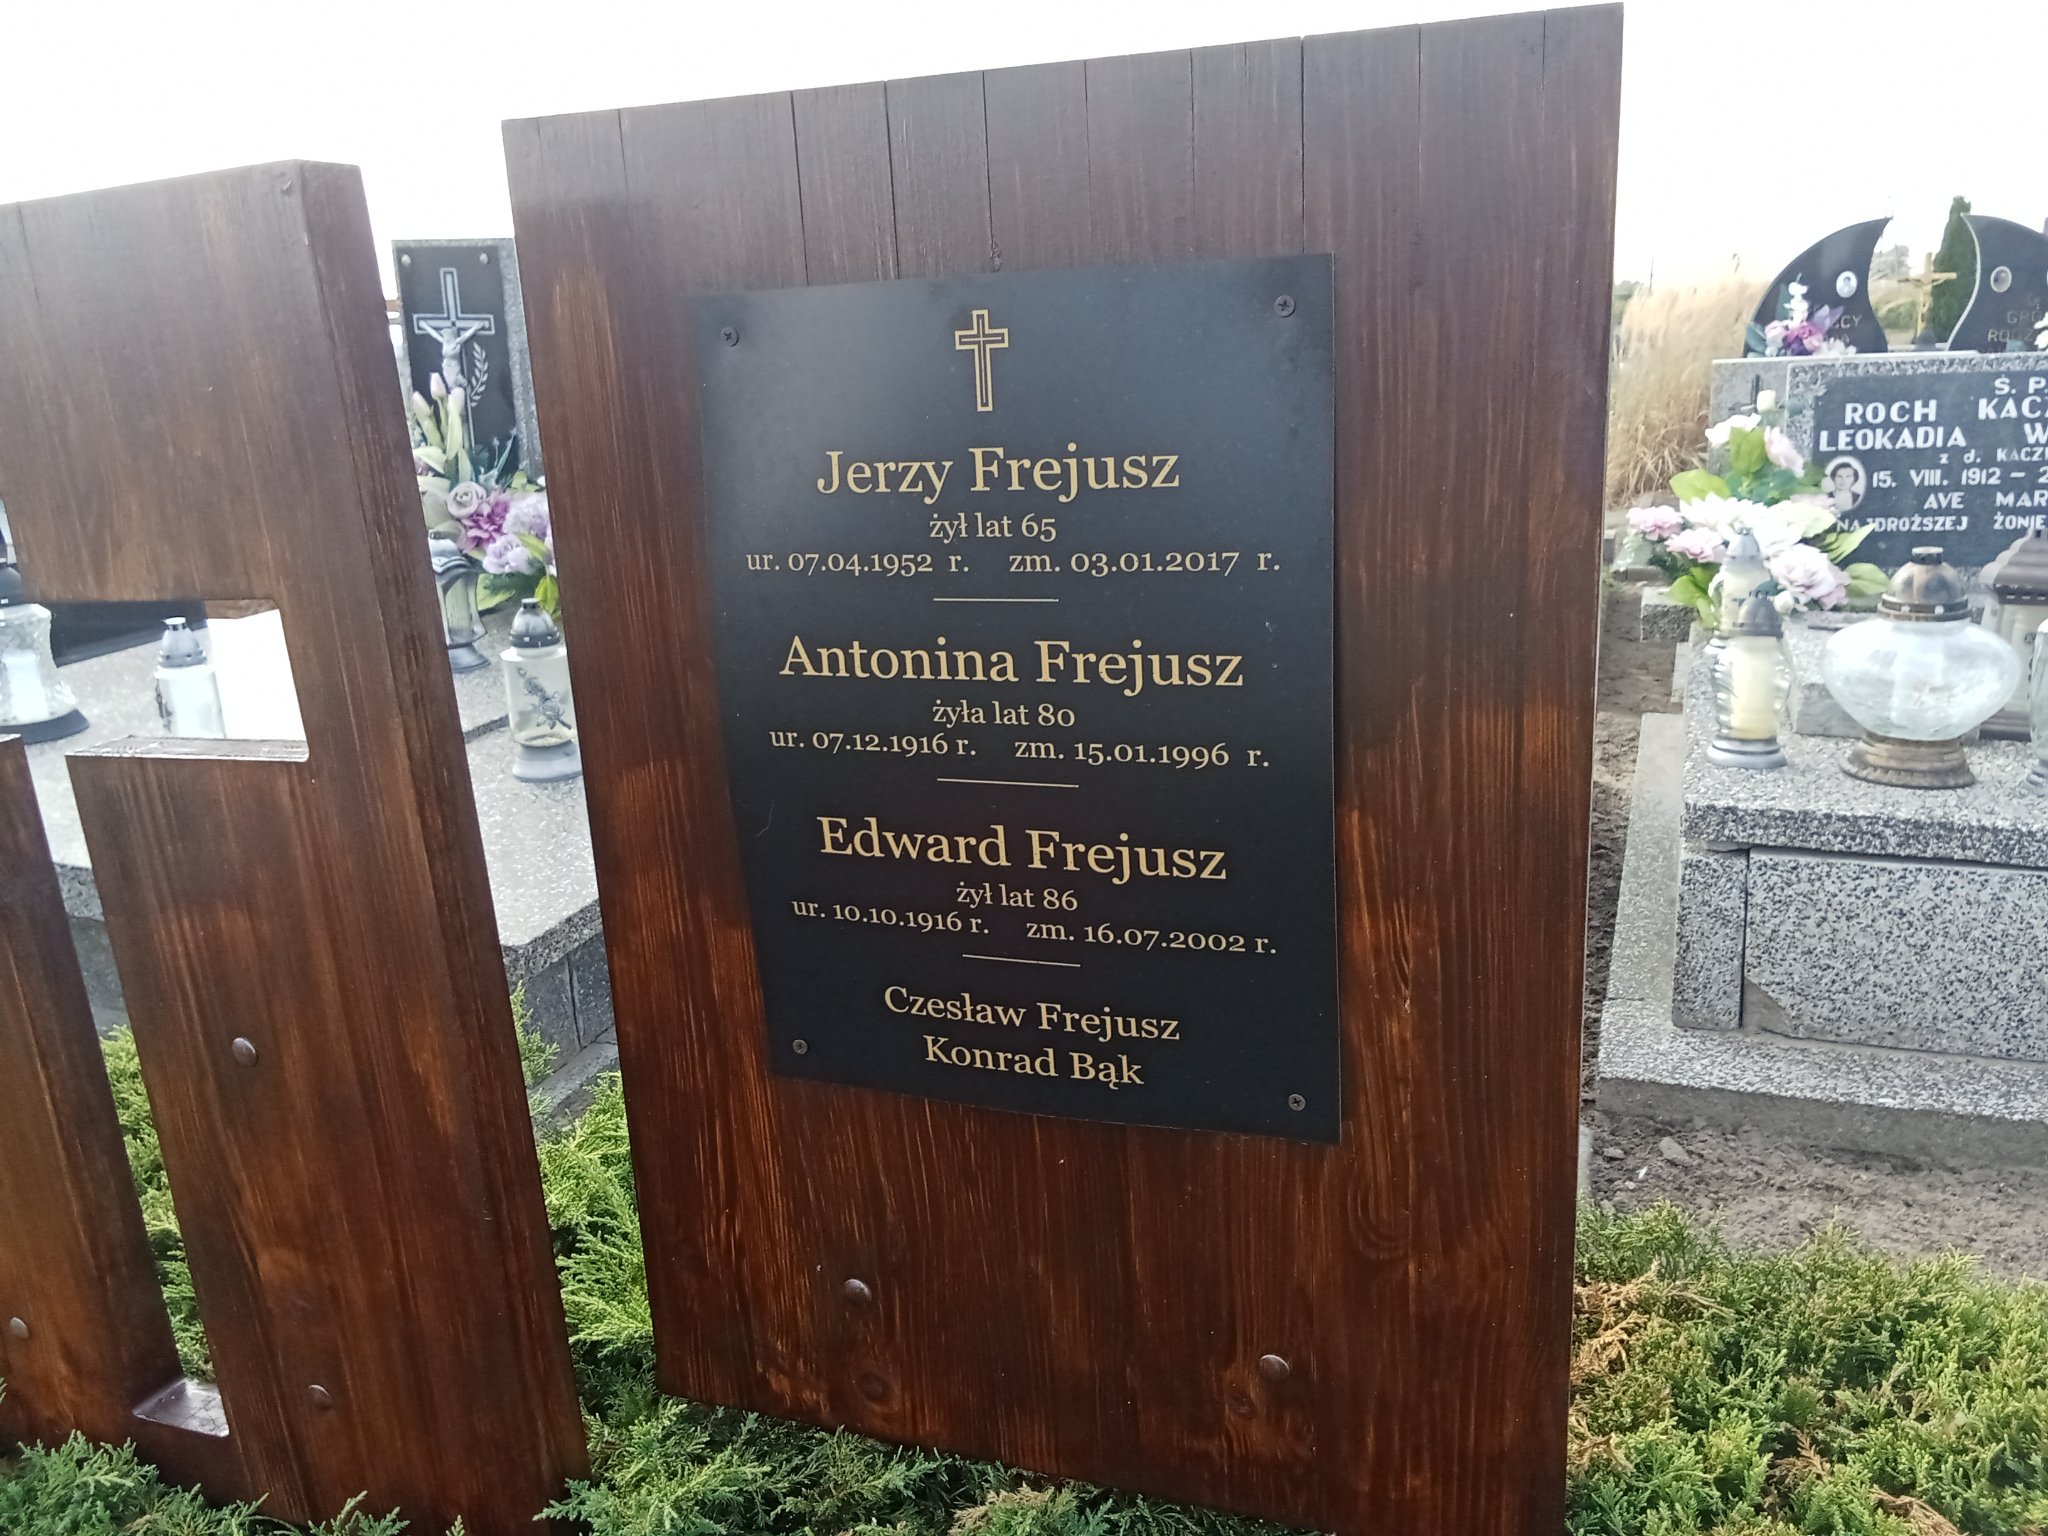 Jerzy Frejusz
żył lat 65
ur. 07.04.1952 r. zm. 03.01.2017 r.
Antonina Frejusz
żyła lat 80
ur. 07.12.1916 r. zm. 15.01.1996 r.
Edward Frejusz
żył lat 86
ur. 10.10.1916 r. zm. 16.07.2002 r.
Czesław Frejusz
Konrad Bąk
Ś. P.
ROCH
LEOKADIA
z d.
15. VIII. 1912 –
AVE
NAJDROŻSZEJ